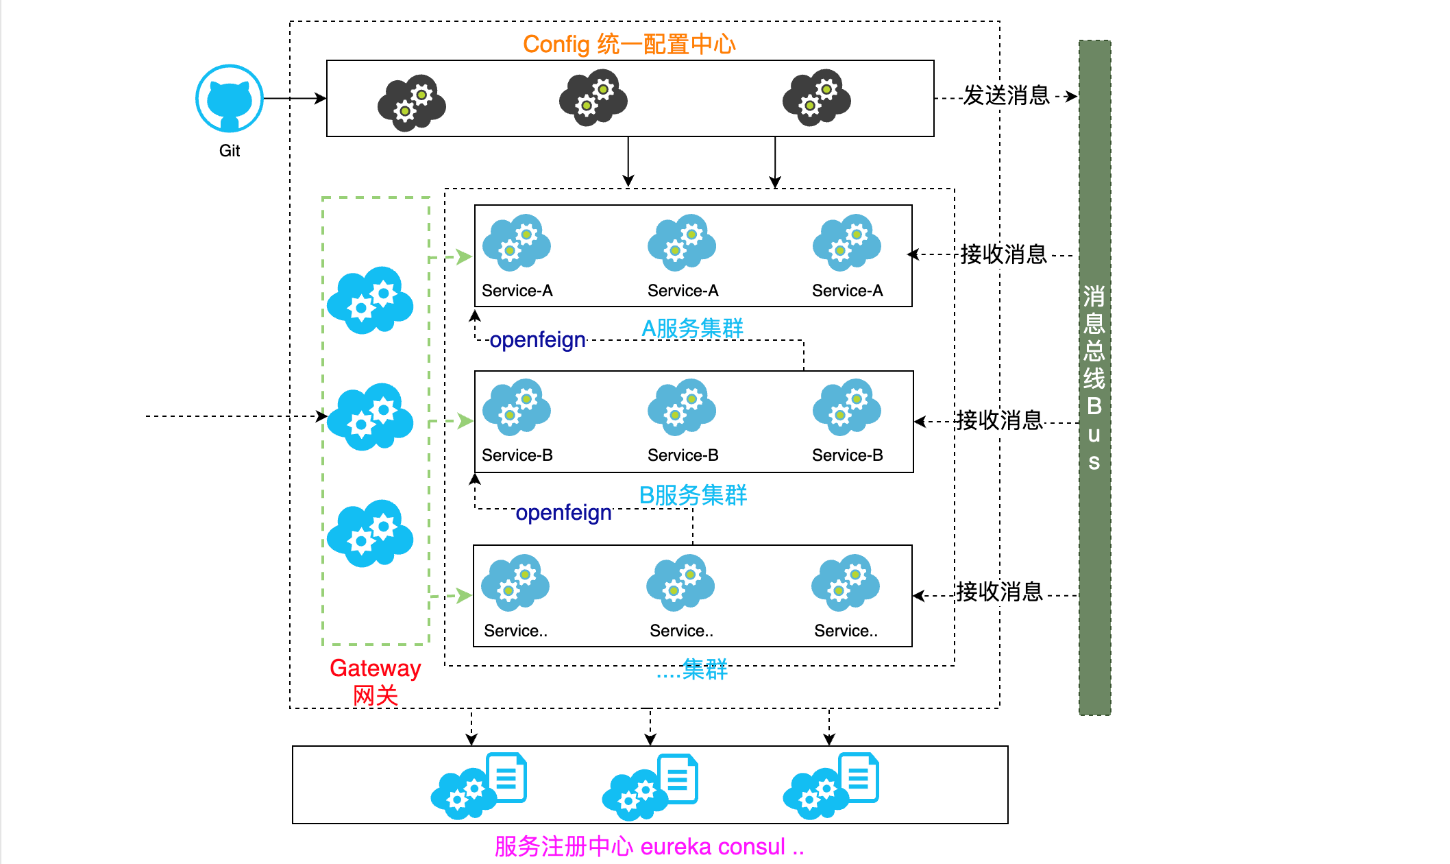 Config 统一配置中心
发送消息
Git
Service-A
Service-A
Service-A
接收消息
A服务集群
openfeign
消息总线Bus
Service-B
Service-B
Service-B
接收消息
B服务集群
openfeign
Service..
Service..
Service..
接收消息
....集群
Gateway
网关
服务注册中心 eureka consul ..